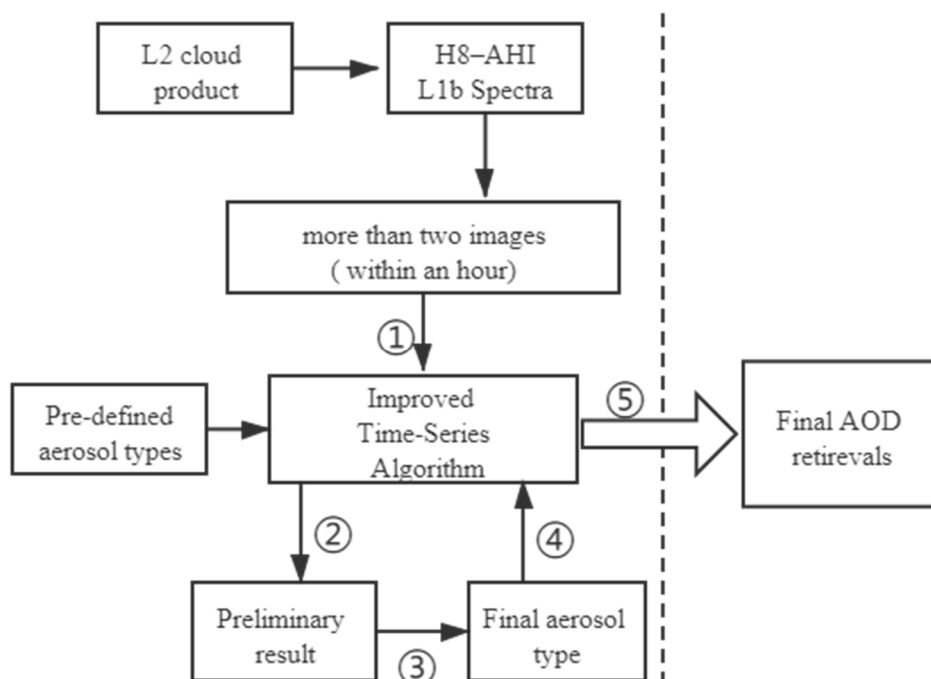 L2 cloud
product
H8–AHI
L1b Spectra
more than two images
( within an hour)
①
Pre-defined
aerosol types
Improved
Time-Series
Algorithm
⑤
Final AOD
retirevals
②
④
Preliminary
result
③
Final aerosol
type